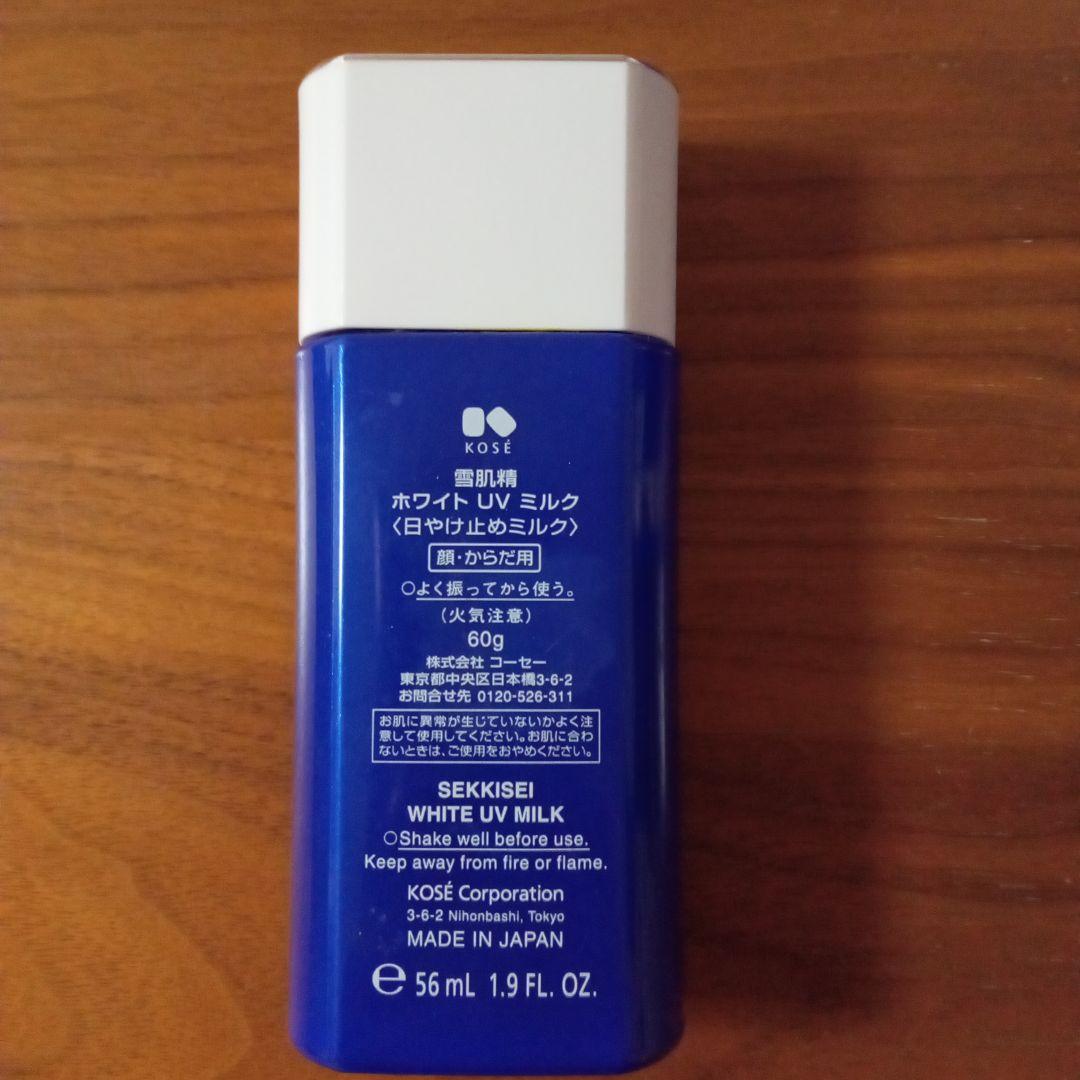 KOSÉ
雪肌精
ホワイト UV ミルク
〈日やけ止めミルク〉
顔・からだ用
○よく振ってから使う。
(火気注意)
60g
株式会社 コーセー
東京都中央区日本橋3-6-2
お問合せ先 0120-526-311
お肌に異常が生じていないかよく注
意して使用してください。お肌に合わ
ないときは、ご使用をおやめください。
SEKKISEI
WHITE UV MILK
○Shake well before use.
Keep away from fire or flame.
KOSÉ Corporation
3-6-2 Nihonbashi, Tokyo
MADE IN JAPAN
℮ 56 mL 1.9 FL. OZ.